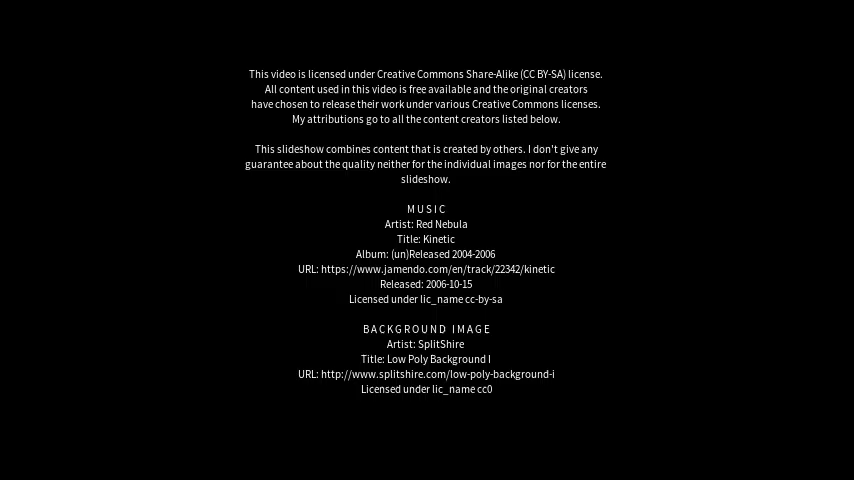 This video is licensed under Creative Commons Share-Alike (CC BY-SA) license.
All content used in this video is free available and the original creators
have chosen to release their work under various Creative Commons licenses.
My attributions go to all the content creators listed below.
This slideshow combines content that is created by others. I don't give any
guarantee about the quality neither for the individual images nor for the entire
slideshow.
MUSIC
Artist: Red Nebula
Title: Kinetic
Album: (un)Released 2004-2006
URL: https://www.jamendo.com/en/track/22342/kinetic
Released: 2006-10-15
Licensed under lic_name cc-by-sa
BACKGROUND IMAGE
Artist: SplitShire
Title: Low Poly Background I
URL: http://www.splitshire.com/low-poly-background-i
Licensed under lic_name cc0